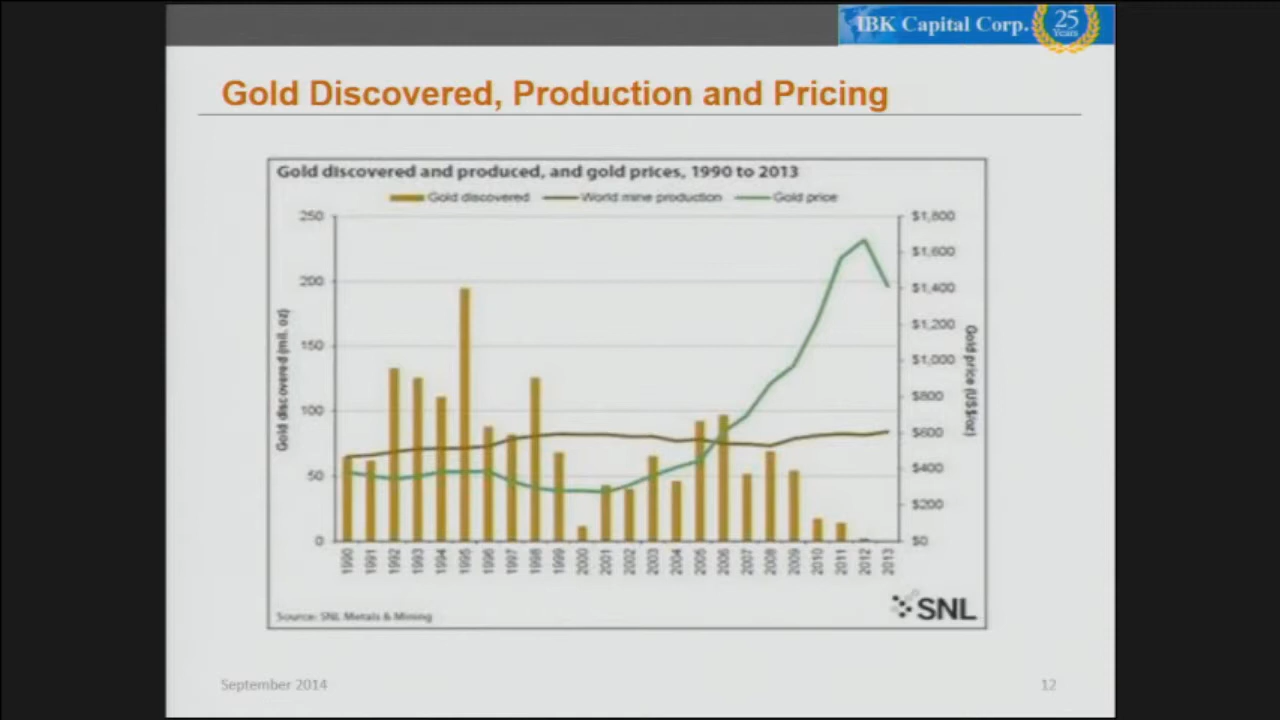 IBK Capital Corp.
25
Years
Gold Discovered, Production and Pricing
Gold discovered and produced, and gold prices, 1990 to 2013
Gold discovered World mine production Gold price
250
200
150
100
50
0
Gold discovered (mil. oz)
$1,800
$1,600
$1,400
$1,200
$1,000
$800
$600
$400
$200
$0
Gold price (US$/oz)
1990 1991 1992 1993 1994 1995 1996 1997 1998 1999 2000 2001 2002 2003 2004 2005 2006 2007 2008 2009 2010 2011 2012 2013
Source: SNL Metals & Mining
SNL
September 2014
12